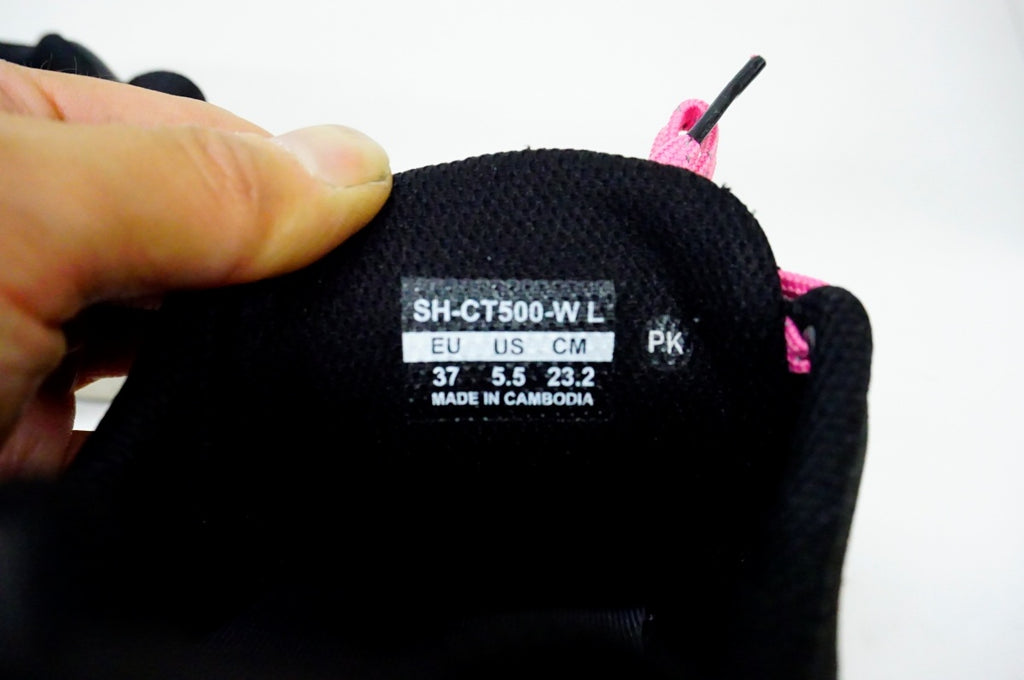 SH-CT500-W L
EU US CM
37 5.5 23.2
MADE IN CAMBODIA
PK